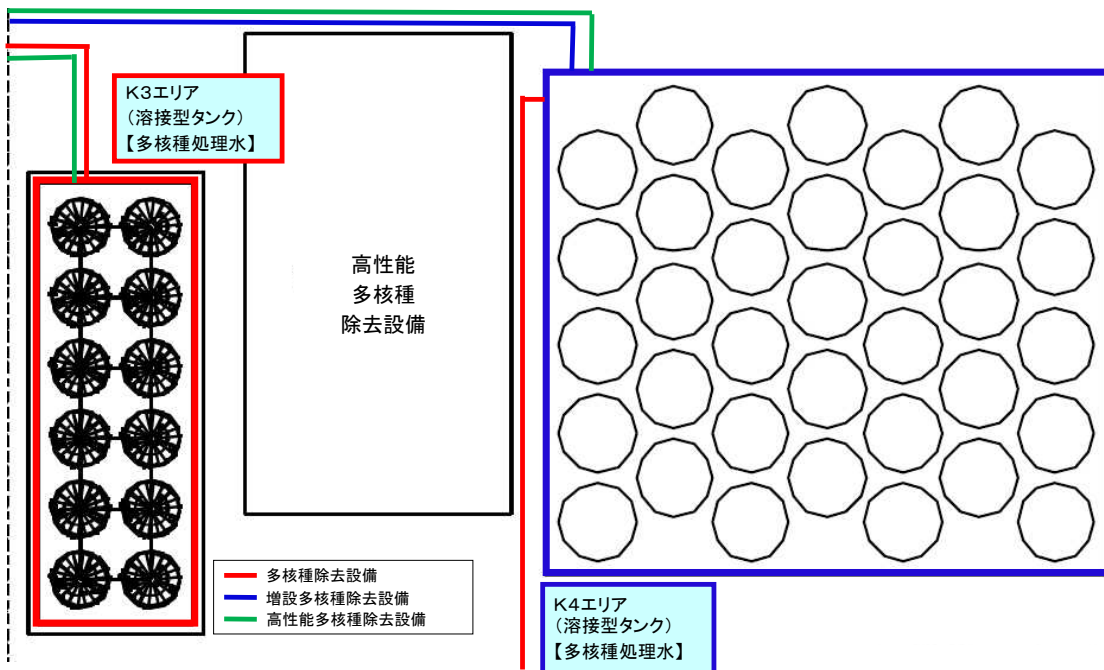 K3エリア
(溶接型タンク)
【多核種処理水】
高性能
多核種
除去設備
多核種除去設備
増設多核種除去設備
高性能多核種除去設備
K4エリア
(溶接型タンク)
【多核種処理水】